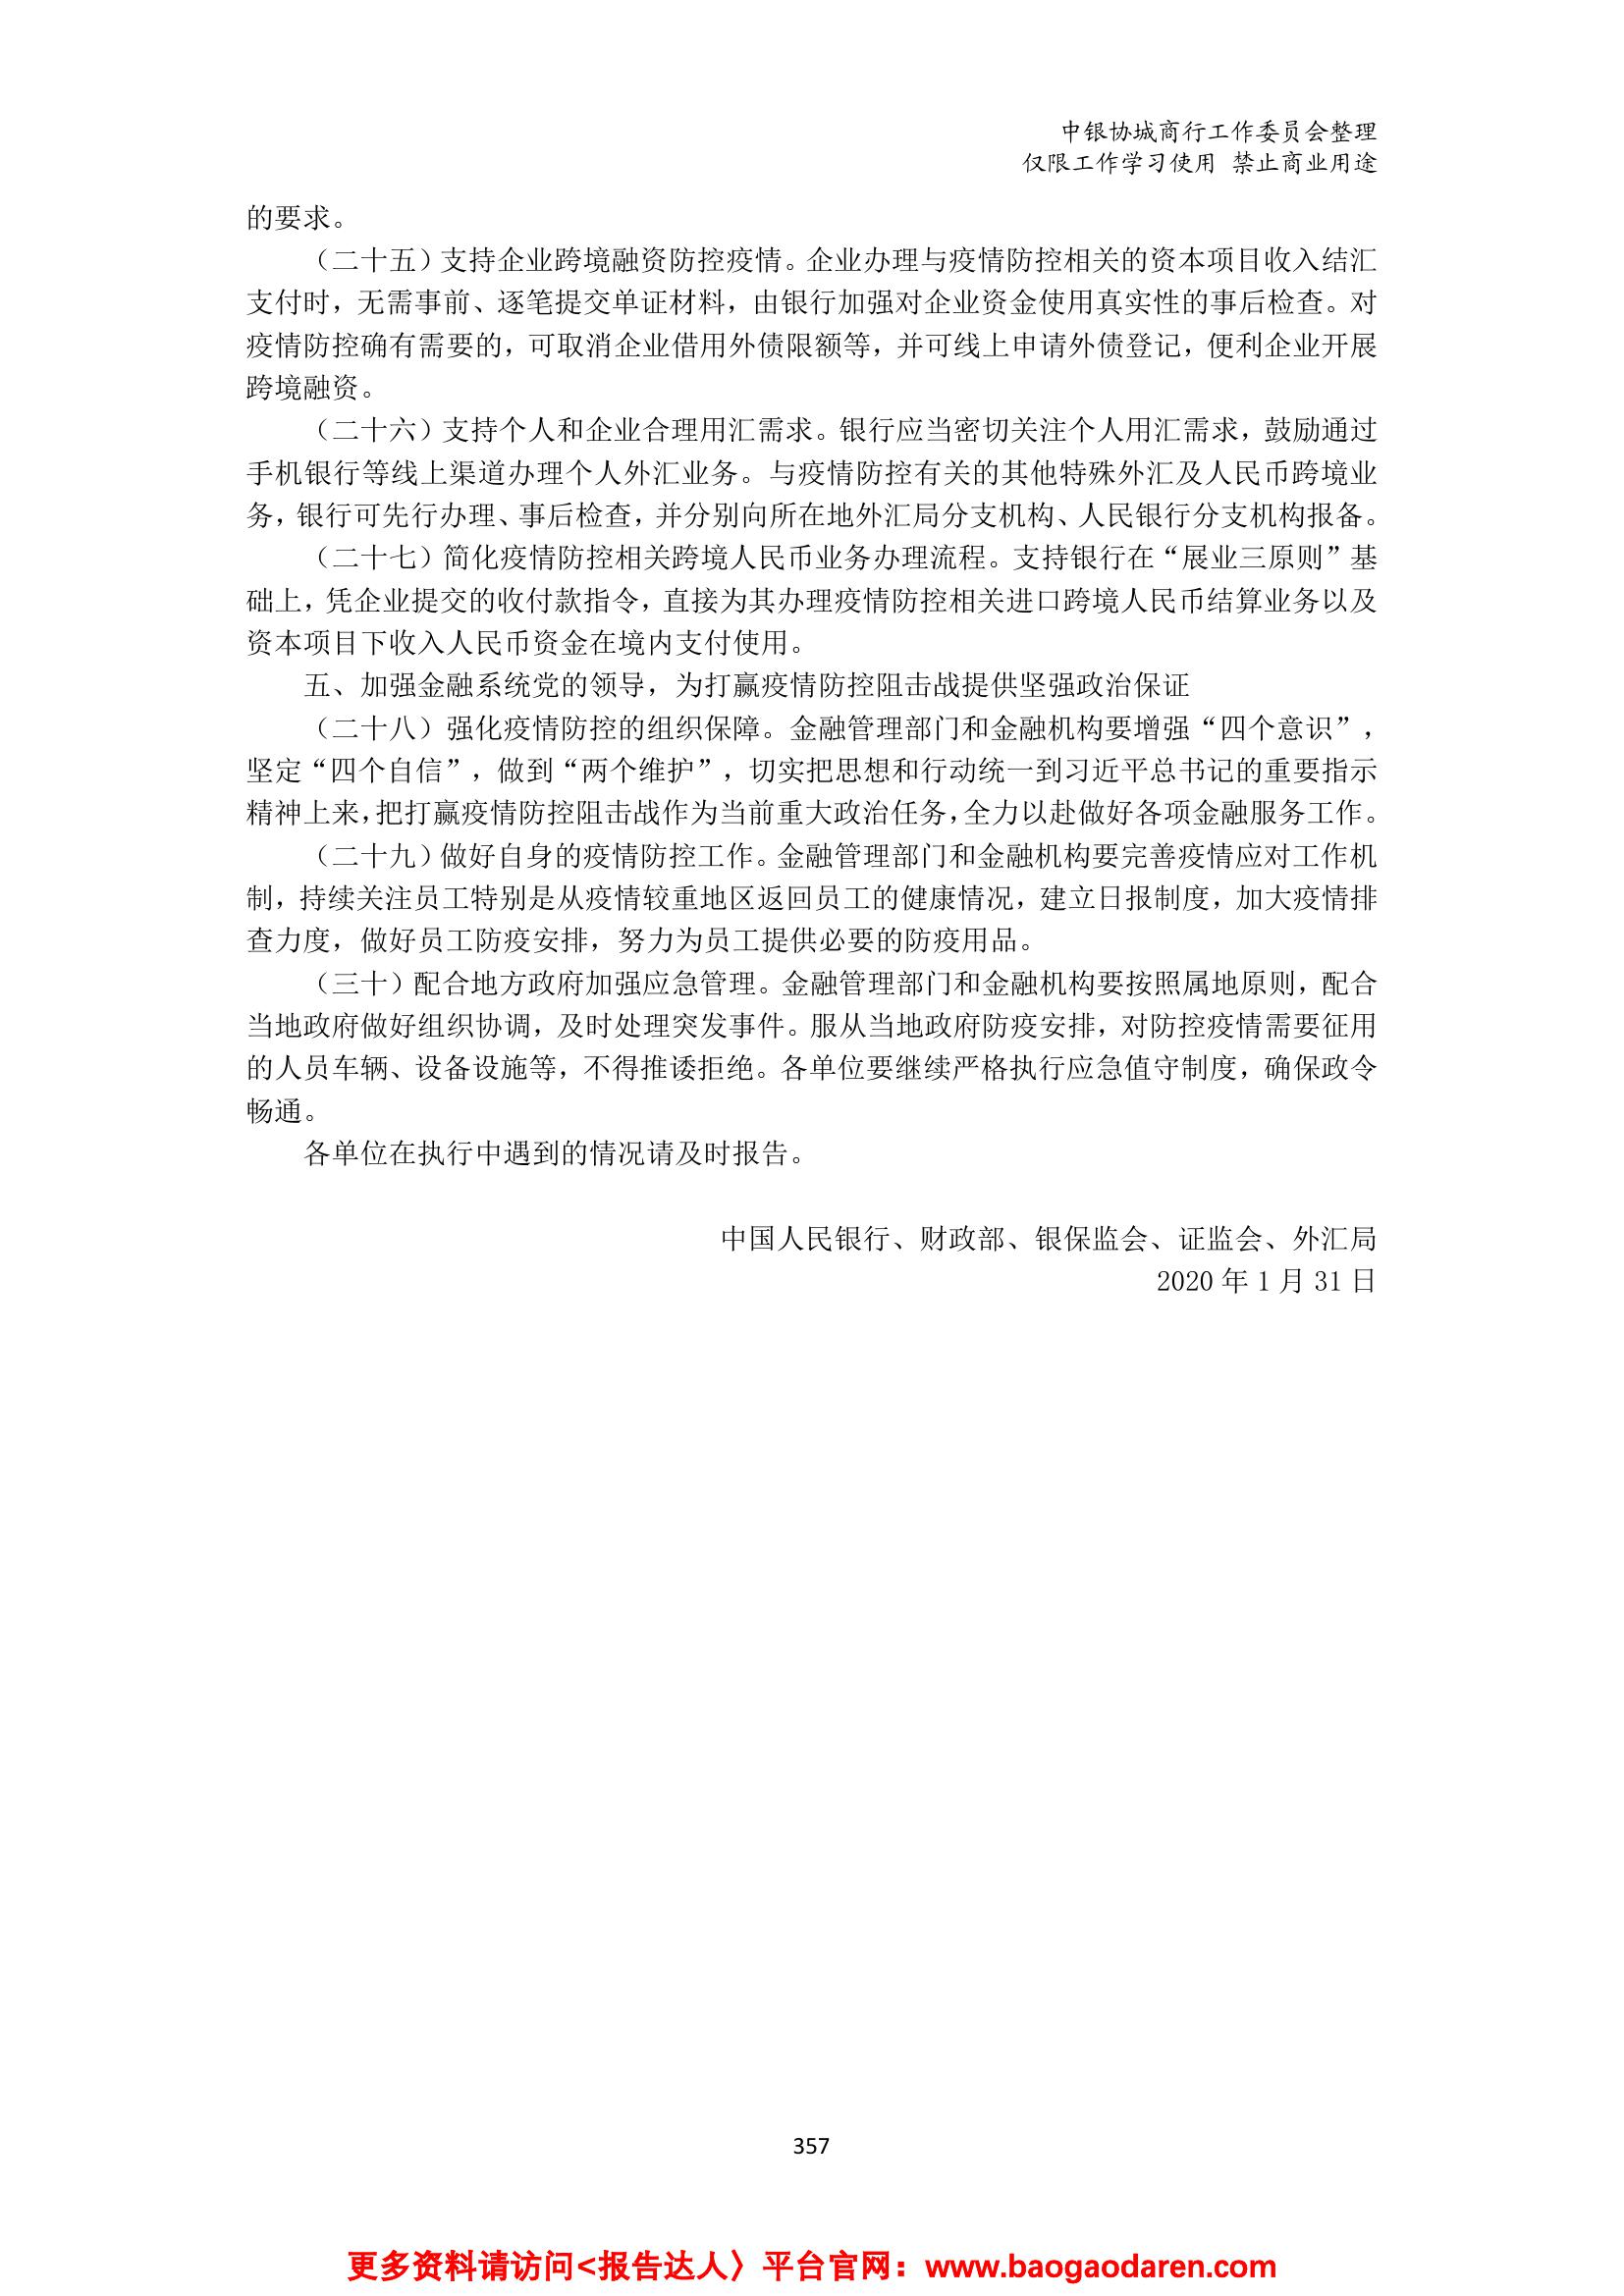 中银协城商行工作委员会整理
仅限工作学习使用 禁止商业用途
的要求。
（二十五）支持企业跨境融资防控疫情。企业办理与疫情防控相关的资本项目收入结汇
支付时，无需事前、逐笔提交单证材料，由银行加强对企业资金使用真实性的事后检查。对
疫情防控确有需要的，可取消企业借用外债限额等，并可线上申请外债登记，便利企业开展
跨境融资。
（二十六）支持个人和企业合理用汇需求。银行应当密切关注个人用汇需求，鼓励通过
手机银行等线上渠道办理个人外汇业务。与疫情防控有关的其他特殊外汇及人民币跨境业
务，银行可先行办理、事后检查，并分别向所在地外汇局分支机构、人民银行分支机构报备。
（二十七）简化疫情防控相关跨境人民币业务办理流程。支持银行在“展业三原则”基
础上，凭企业提交的收付款指令，直接为其办理疫情防控相关进口跨境人民币结算业务以及
资本项目下收入人民币资金在境内支付使用。
五、加强金融系统党的领导，为打赢疫情防控阻击战提供坚强政治保证
（二十八）强化疫情防控的组织保障。金融管理部门和金融机构要增强“四个意识”，
坚定“四个自信”，做到“两个维护”，切实把思想和行动统一到习近平总书记的重要指示
精神上来，把打赢疫情防控阻击战作为当前重大政治任务，全力以赴做好各项金融服务工作。
（二十九）做好自身的疫情防控工作。金融管理部门和金融机构要完善疫情应对工作机
制，持续关注员工特别是从疫情较重地区返回员工的健康情况，建立日报制度，加大疫情排
查力度，做好员工防疫安排，努力为员工提供必要的防疫用品。
（三十）配合地方政府加强应急管理。金融管理部门和金融机构要按照属地原则，配合
当地政府做好组织协调，及时处理突发事件。服从当地政府防疫安排，对防控疫情需要征用
的人员车辆、设备设施等，不得推诿拒绝。各单位要继续严格执行应急值守制度，确保政令
畅通。
各单位在执行中遇到的情况请及时报告。
中国人民银行、财政部、银保监会、证监会、外汇局
2020 年 1 月 31 日
357
更多资料请访问<报告达人〉平台官网：www.baogaodaren.com